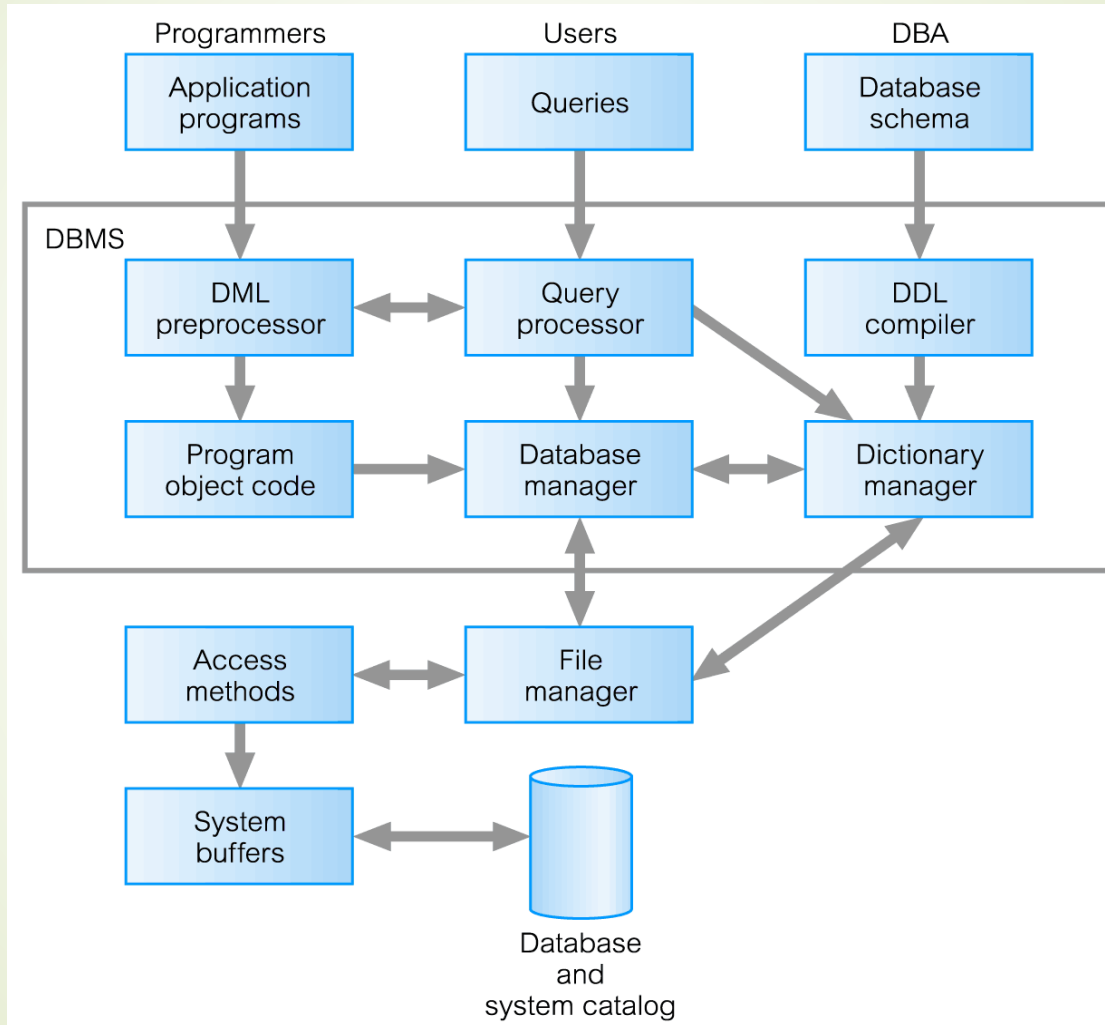 Programmers
Users
DBA
Application
programs
Queries
Database
schema
DBMS
DML
preprocessor
Query
processor
DDL
compiler
Program
object code
Database
manager
Dictionary
manager
Access
methods
File
manager
System
buffers
Database
and
system catalog